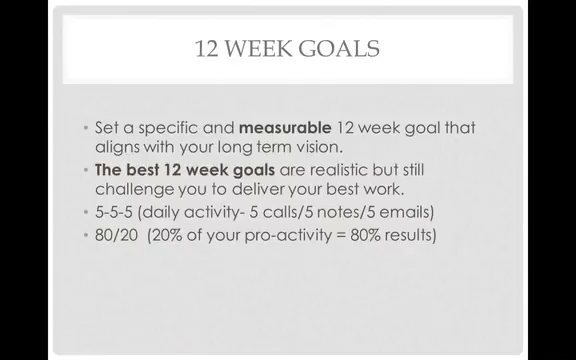 12 WEEK GOALS
• Set a specific and measurable 12 week goal that
aligns with your long term vision.
• The best 12 week goals are realistic but still
challenge you to deliver your best work.
• 5-5-5 (daily activity- 5 calls/5 notes/5 emails)
• 80/20 (20% of your pro-activity = 80% results)